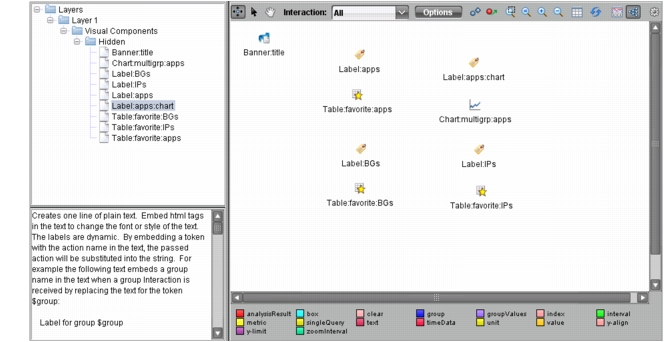 Layers
Layer 1
Visual Components
Hidden
Banner:title
Chart:multigrp:apps
Label:BGs
Label:IPs
Label:apps
Label:apps:chart
Table:favorite:BGs
Table:favorite:IPs
Table:favorite:apps
Creates one line of plain text. Embed html tags
in the text to change the font or style of the text.
The labels are dynamic. By embedding a token
with the action name in the text, the passed
action will be substituted into the string. For
example the following text embeds a group
name in the text when a group Interaction is
received by replacing the text for the token
$group:
Label for group $group
Interaction: All Options
Banner:title
Label:apps
Label:apps:chart
Table:favorite:apps
Chart:multigrp:apps
Label:BGs
Label:IPs
Table:favorite:BGs
Table:favorite:IPs
analysisResult box clear group groupValues index interval
metric singleQuery text timeData unit value y-align
y-limit zoomInterval